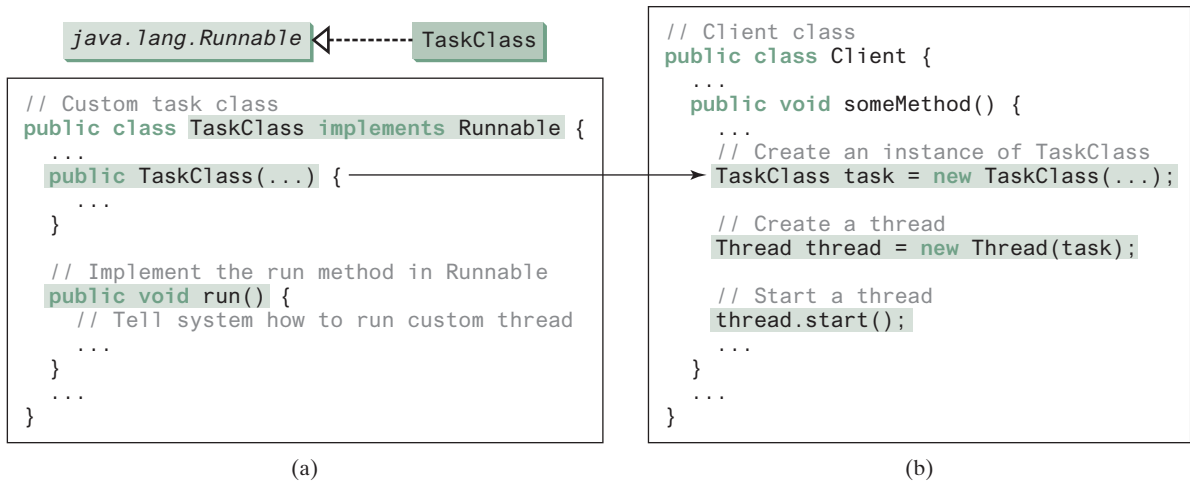 java.lang.Runnable
TaskClass
// Custom task class
public class TaskClass implements Runnable {
...
public TaskClass(...) {
...
}
// Implement the run method in Runnable
public void run() {
// Tell system how to run custom thread
...
}
...
}
(a)
// Client class
public class Client {
...
public void someMethod() {
...
// Create an instance of TaskClass
TaskClass task = new TaskClass(...);
// Create a thread
Thread thread = new Thread(task);
// Start a thread
thread.start();
...
}
...
}
(b)